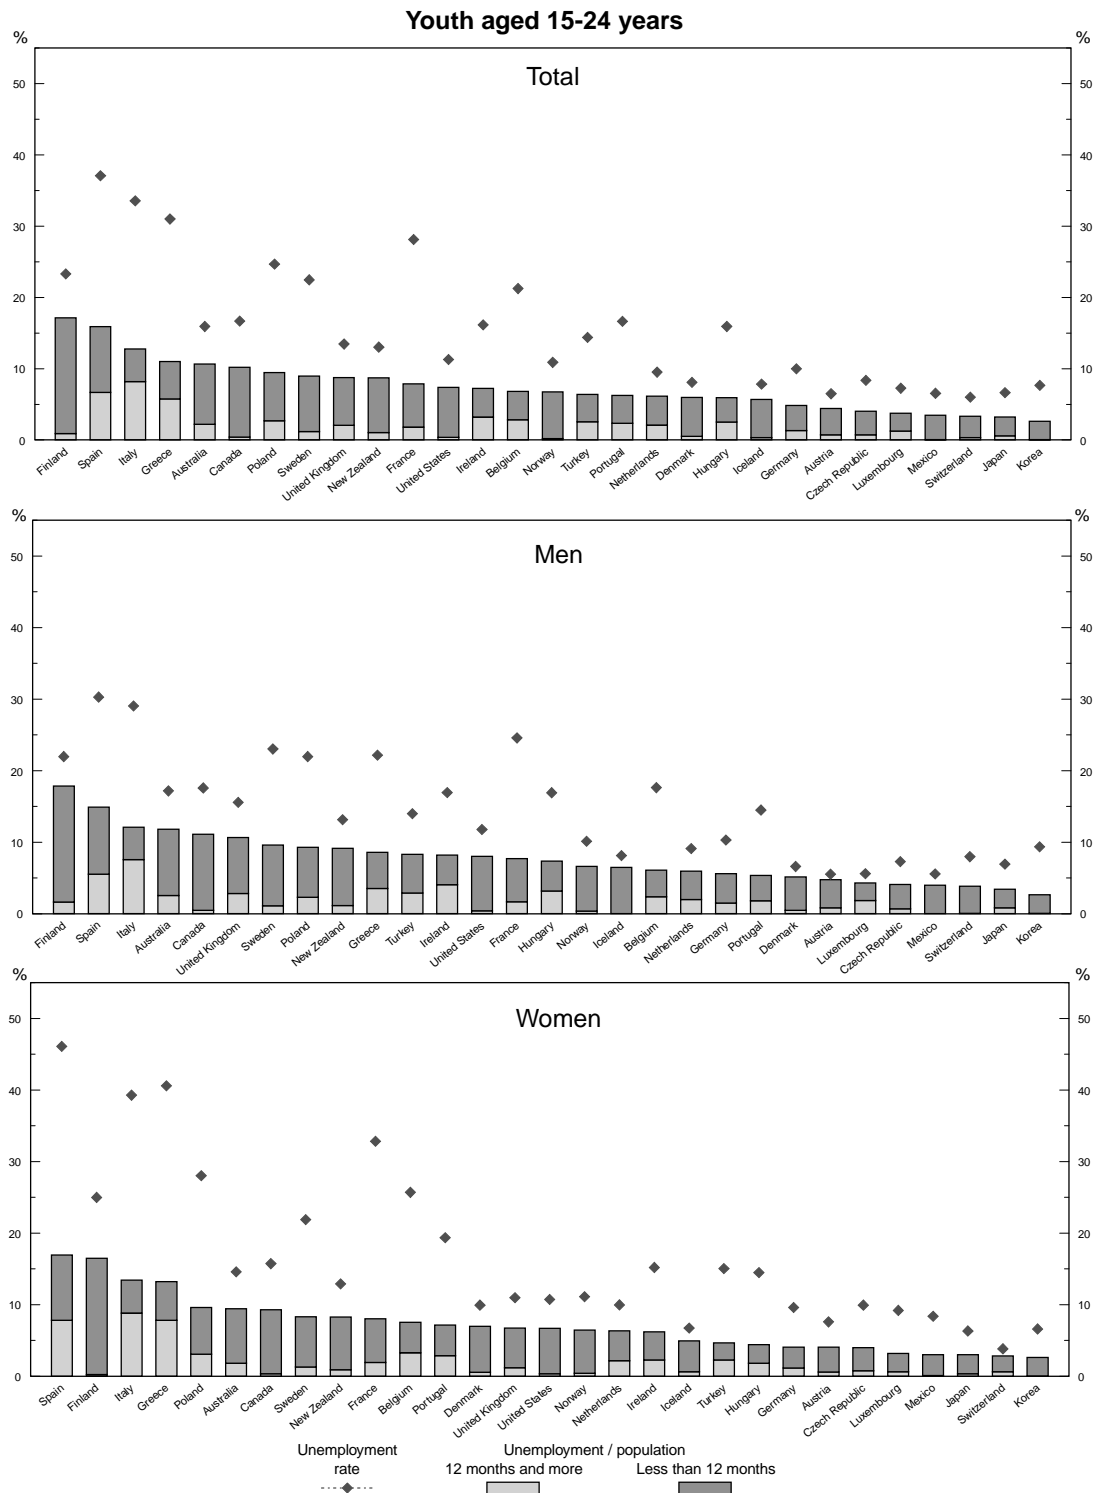 Youth aged 15-24 years
% %
Total
50 50
40 40
30 30
20 20
10 10
0 0
Finland Spain Italy Greece Australia Canada Poland Sweden United Kingdom New Zealand France United States Ireland Belgium Norway Turkey Portugal Netherlands Denmark Hungary Iceland Germany Austria Czech Republic Luxembourg Mexico Switzerland Japan Korea
% %
Men
50 50
40 40
30 30
20 20
10 10
0 0
Finland Spain Italy Australia Canada United Kingdom Sweden Poland New Zealand Greece Turkey Ireland United States France Hungary Norway Iceland Belgium Netherlands Germany Portugal Denmark Austria Luxembourg Czech Republic Mexico Switzerland Japan Korea
% %
Women
50 50
40 40
30 30
20 20
10 10
0 0
Spain Finland Italy Greece Poland Australia Canada Sweden New Zealand France Belgium Portugal Denmark United Kingdom United States Norway Netherlands Ireland Iceland Turkey Hungary Germany Austria Czech Republic Luxembourg Mexico Japan Switzerland Korea
Unemployment Unemployment / population
rate 12 months and more Less than 12 months